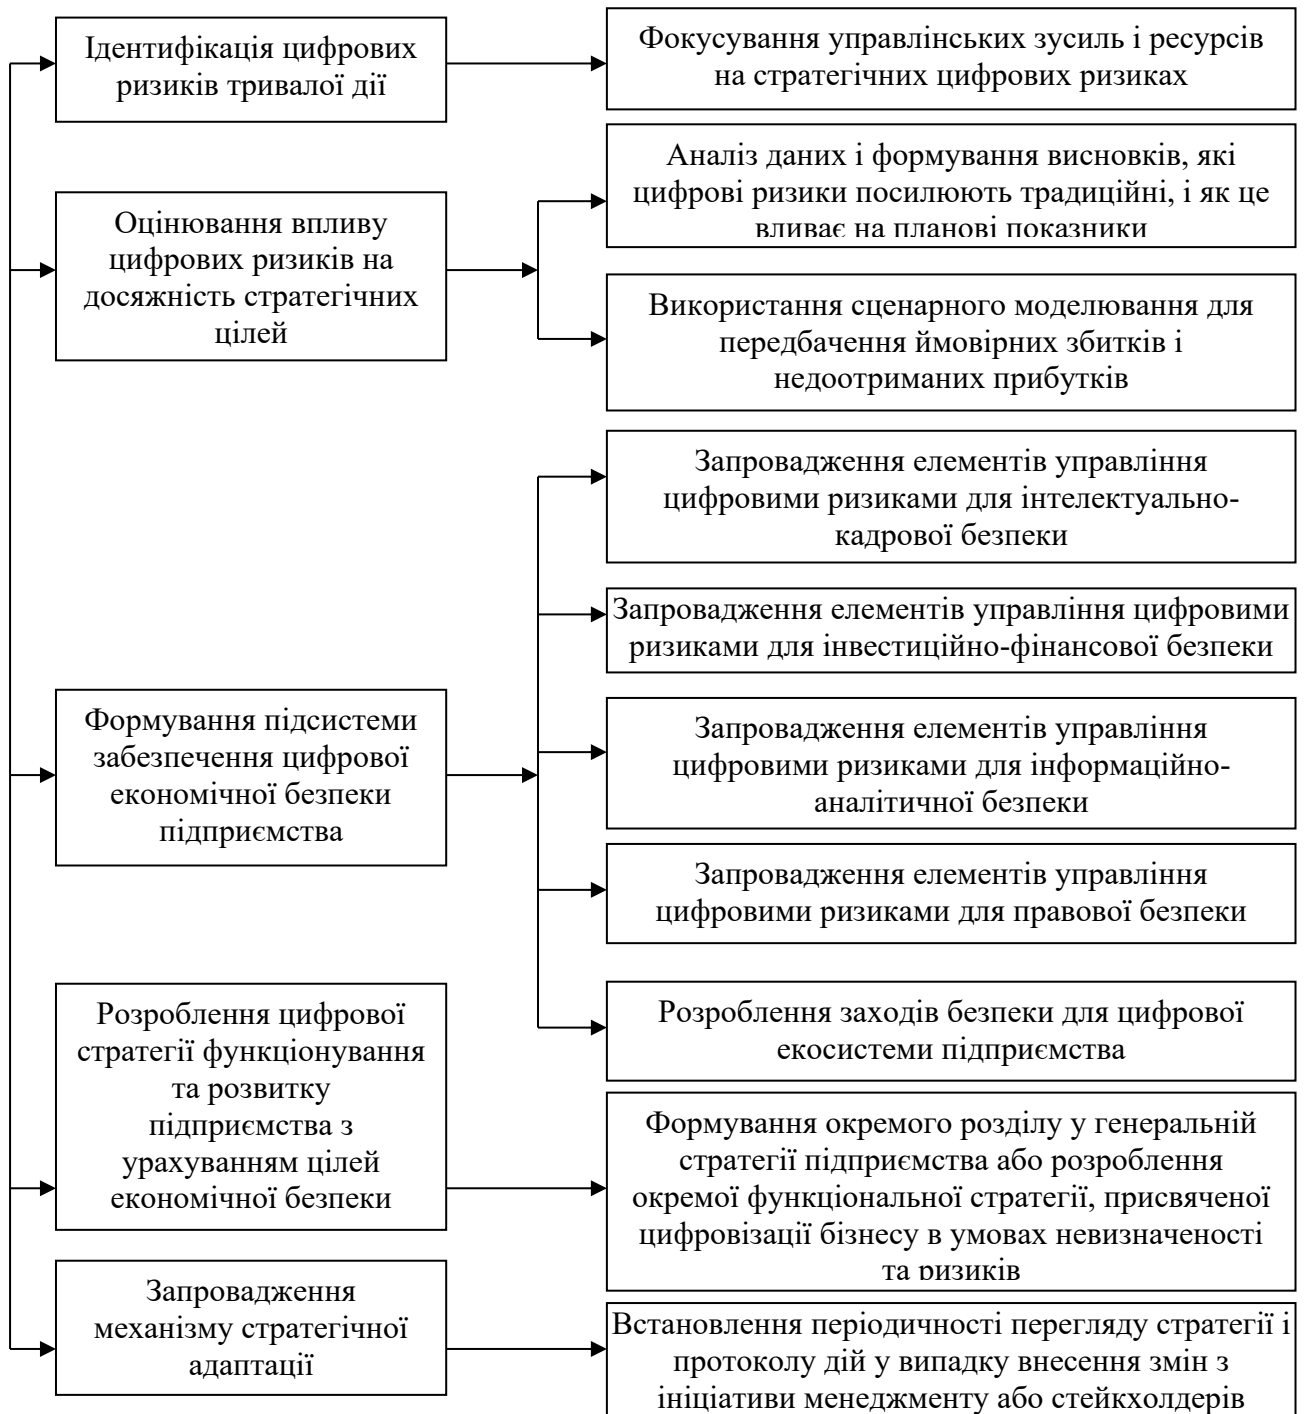 Ідентифікація цифрових
ризиків тривалої дії
Фокусування управлінських зусиль і ресурсів
на стратегічних цифрових ризиках
Оцінювання впливу
цифрових ризиків на
досяжність стратегічних
цілей
Аналіз даних і формування висновків, які
цифрові ризики посилюють традиційні, і як це
вливає на планові показники
Використання сценарного моделювання для
передбачення ймовірних збитків і
недоотриманих прибутків
Формування підсистеми
забезпечення цифрової
економічної безпеки
підприємства
Запровадження елементів управління
цифровими ризиками для інтелектуально-
кадрової безпеки
Запровадження елементів управління цифровими
ризиками для інвестиційно-фінансової безпеки
Запровадження елементів управління
цифровими ризиками для інформаційно-
аналітичної безпеки
Запровадження елементів управління
цифровими ризиками для правової безпеки
Розроблення заходів безпеки для цифрової
екосистеми підприємства
Розроблення цифрової
стратегії функціонування
та розвитку
підприємства з
урахуванням цілей
економічної безпеки
Формування окремого розділу у генеральній
стратегії підприємства або розроблення
окремої функціональної стратегії, присвяченої
цифровізації бізнесу в умовах невизначеності
та ризиків
Запровадження
механізму стратегічної
адаптації
Встановлення періодичності перегляду стратегії і
протоколу дій у випадку внесення змін з
ініціативи менеджменту або стейкхолдерів